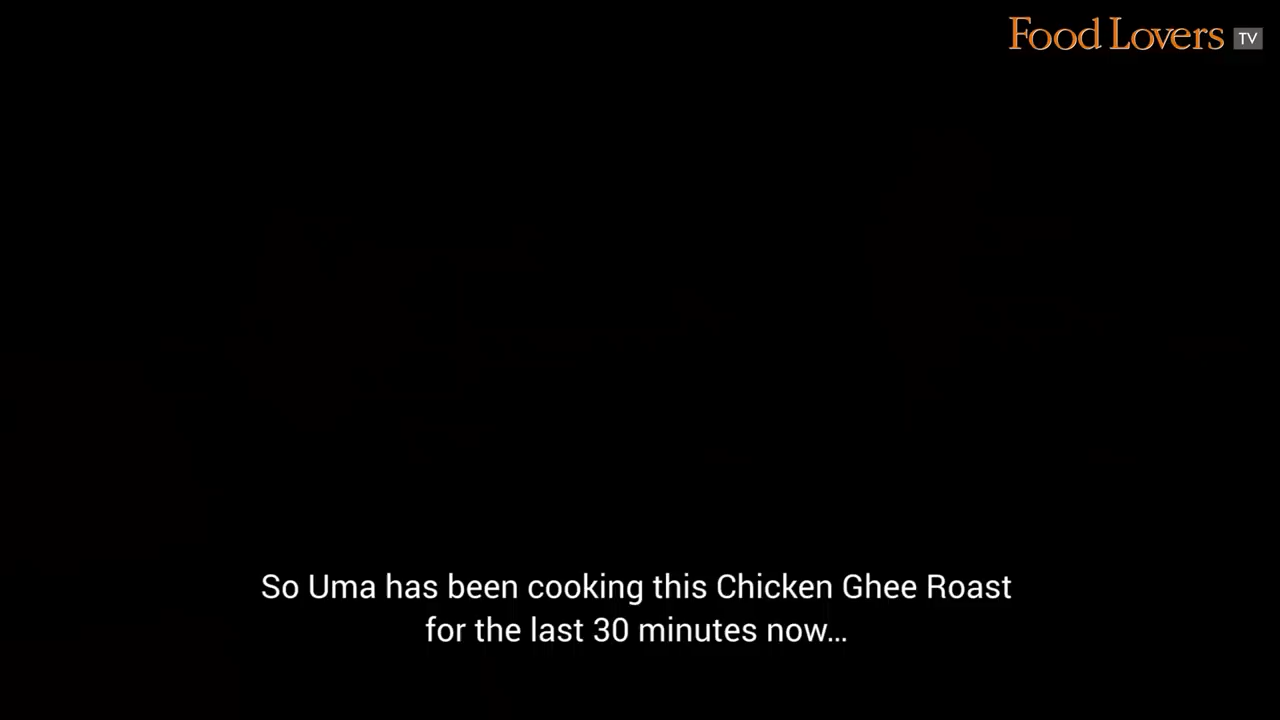 Food Lovers TV
So Uma has been cooking this Chicken Ghee Roast
for the last 30 minutes now...